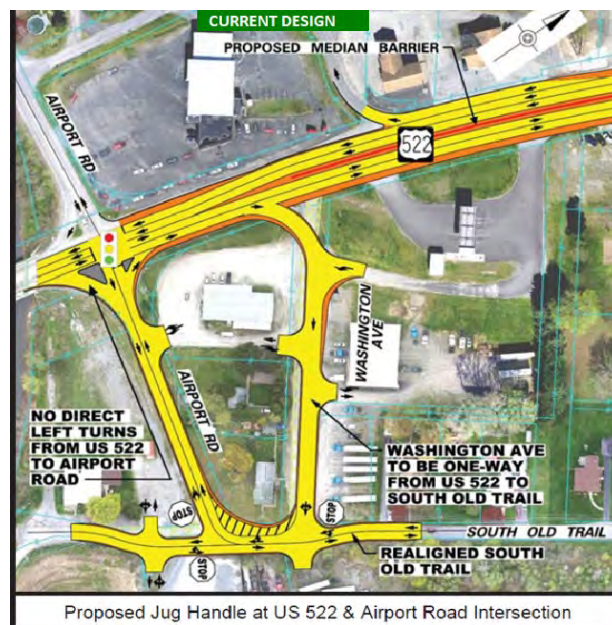 CURRENT DESIGN
PROPOSED MEDIAN BARRIER
AIRPORT RD
522
WASHINGTON
AVE
AIRPORT RD
NO DIRECT
LEFT TURNS
FROM US 522
TO AIRPORT
ROAD
WASHINGTON AVE
TO BE ONE-WAY
FROM US 522 TO
SOUTH OLD TRAIL
STOP
STOP
SOUTH OLD TRAIL
STOP
REALIGNED SOUTH
OLD TRAIL
Proposed Jug Handle at US 522 & Airport Road Intersection